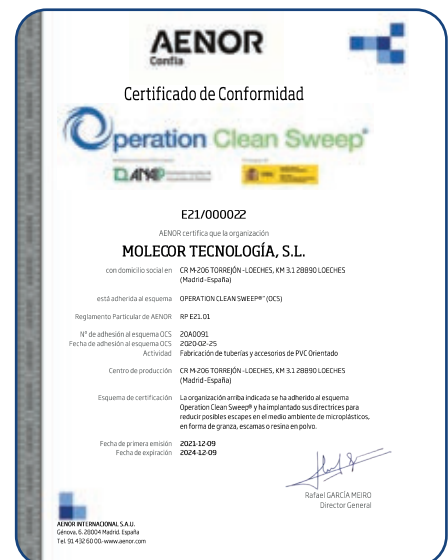 AENOR
Confía
Certificado de Conformidad
Operation Clean Sweep®
ANAIP
E21/000022
AENOR certifica que la organización
MOLECOR TECNOLOGÍA, S.L.
con domicilio social en CR M-206 TORREJÓN - LOECHES, KM 3.1 28890 LOECHES
(Madrid - España)
está adherida al esquema OPERATION CLEAN SWEEP®* (OCS)
Reglamento Particular de AENOR RP E21.01
Nº de adhesión al esquema OCS 20A0091
Fecha de adhesión al esquema OCS 2020-02-25
Actividad Fabricación de tuberías y accesorios de PVC Orientado
Centro de producción CR M-206 TORREJÓN - LOECHES, KM 3.1 28890 LOECHES
(Madrid - España)
Esquema de certificación La organización arriba indicada se ha adherido al esquema
Operation Clean Sweep® y ha implantado sus directrices para
reducir posibles escapes en el medio ambiente de microplásticos,
en forma de granza, escamas o resina en polvo.
Fecha de primera emisión 2021-12-09
Fecha de expiración 2024-12-09
Rafael GARCÍA MEIRO
Director General
AENOR INTERNACIONAL S.A.U.
Génova, 6. 28004 Madrid. España
Tel. 91 432 60 00.- www.aenor.com